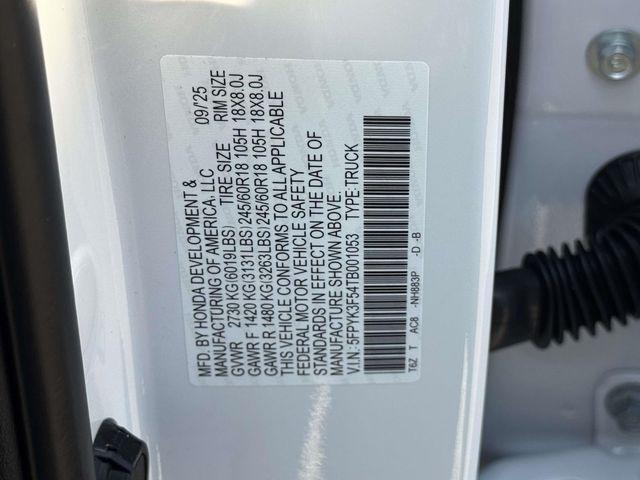 MFD. BY HONDA DEVELOPMENT & 09/25
MANUFACTURING OF AMERICA, LLC
TIRE SIZE RIM SIZE
GVWR 2730 KG(6019LBS)
GAWR F 1420 KG(3131LBS) 245/60R18 105H 18X8.0J
GAWR R 1480KG(3263LBS) 245/60R18 105H 18X8.0J
THIS VEHICLE CONFORMS TO ALL APPLICABLE
FEDERAL MOTOR VEHICLE SAFETY
STANDARDS IN EFFECT ON THE DATE OF
MANUFACTURE SHOWN ABOVE.
V.I.N.: 5FPYK3F54TB001053 TYPE:TRUCK
T6Z T AC8 -NH883P -D -B